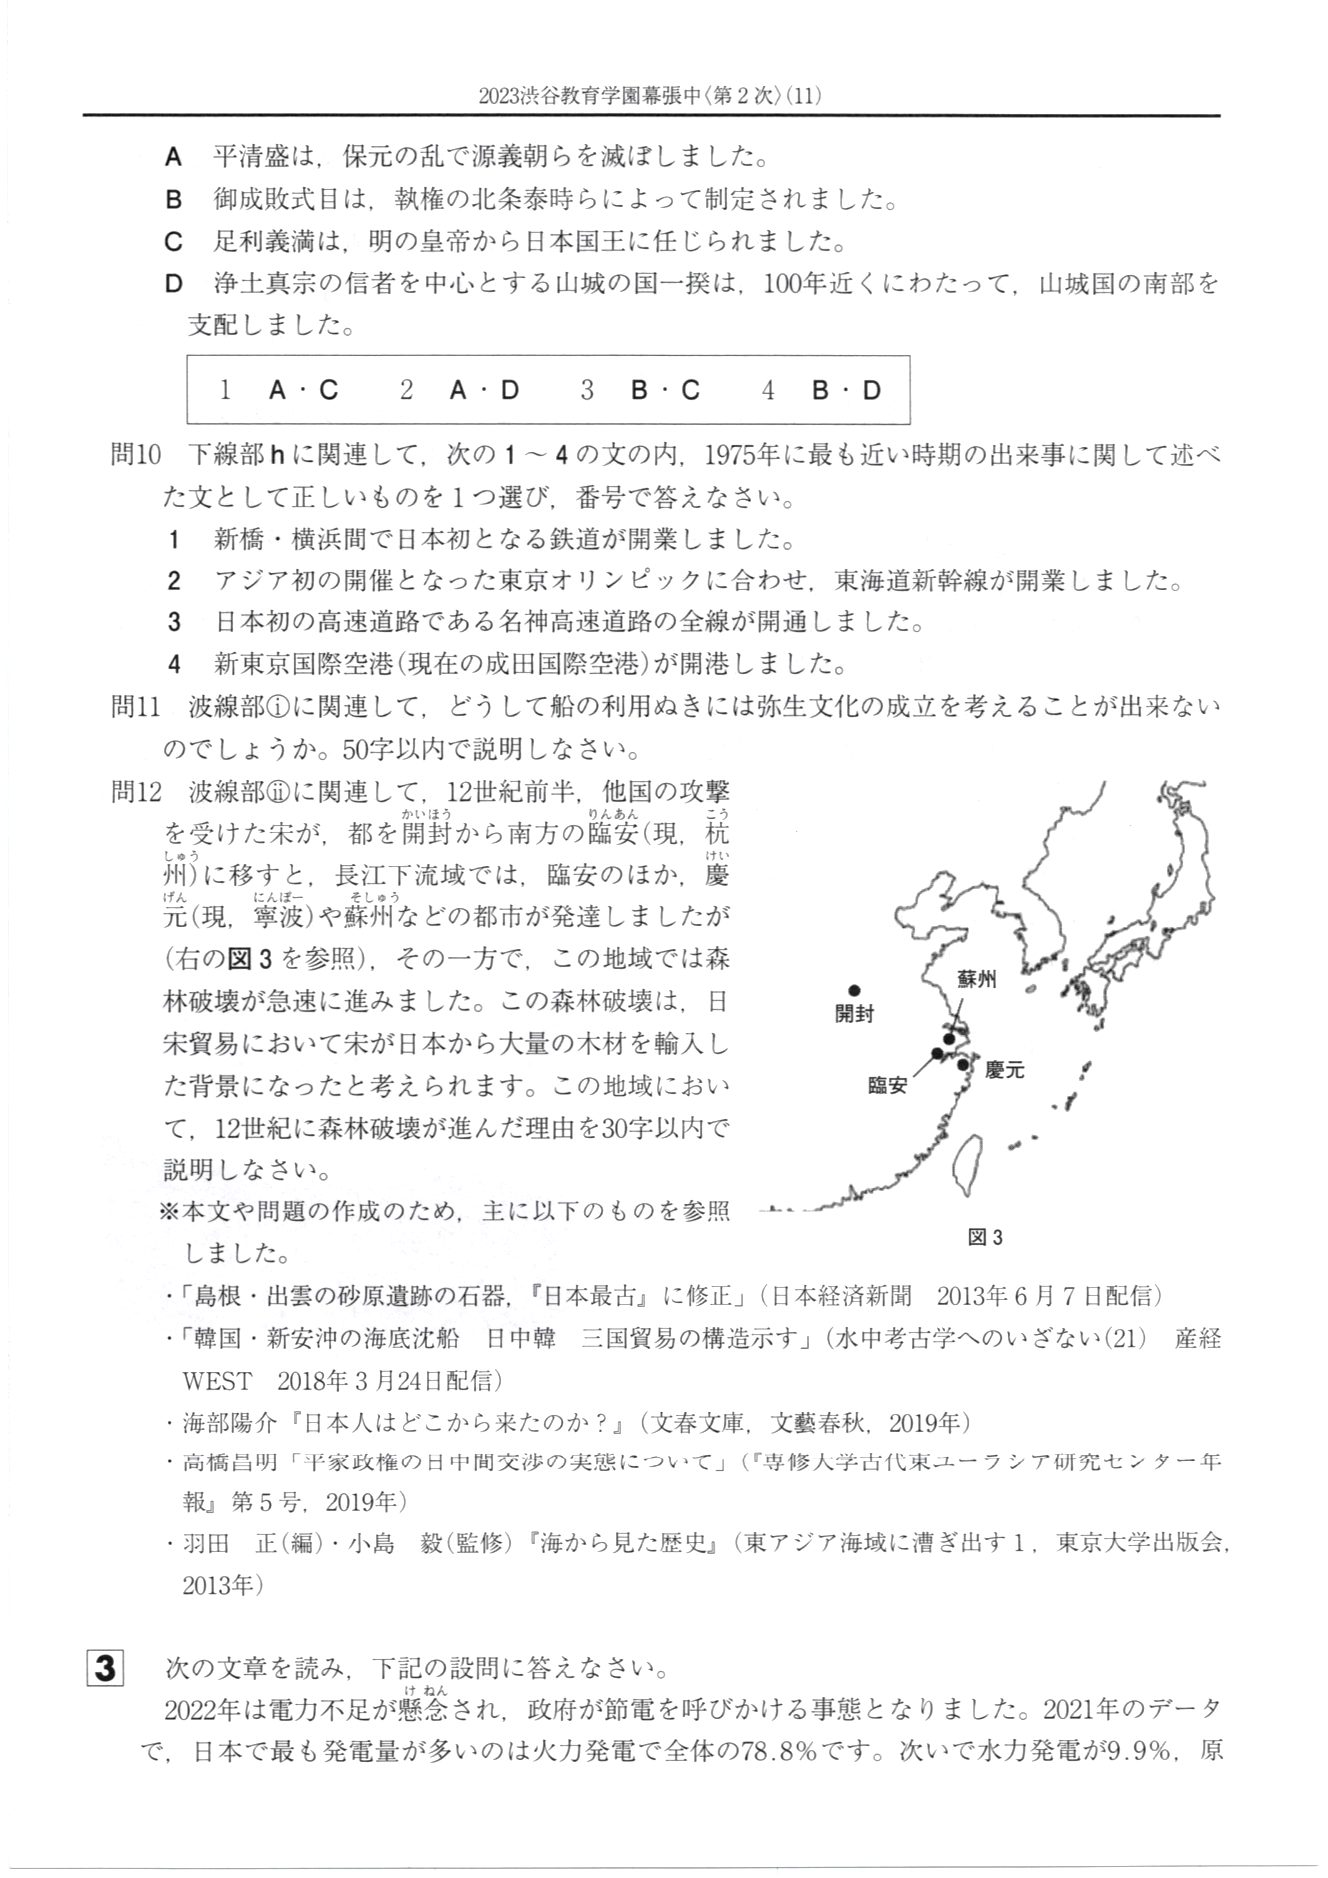 2023渋谷教育学園幕張中〈第2次〉(11)
A 平清盛は，保元の乱で源義朝らを滅ぼしました。
B 御成敗式目は，執権の北条泰時らによって制定されました。
C 足利義満は，明の皇帝から日本国王に任じられました。
D 浄土真宗の信者を中心とする山城の国一揆は，100年近くにわたって，山城国の南部を
支配しました。
1 A・C 2 A・D 3 B・C 4 B・D
問10 下線部hに関連して，次の1～4の文の内，1975年に最も近い時期の出来事に関して述べ
た文として正しいものを1つ選び，番号で答えなさい。
1 新橋・横浜間で日本初となる鉄道が開業しました。
2 アジア初の開催となった東京オリンピックに合わせ，東海道新幹線が開業しました。
3 日本初の高速道路である名神高速道路の全線が開通しました。
4 新東京国際空港(現在の成田国際空港)が開港しました。
問11 波線部ⓘに関連して，どうして船の利用ぬきには弥生文化の成立を考えることが出来ない
のでしょうか。50字以内で説明しなさい。
問12 波線部ⅱに関連して，12世紀前半，他国の攻撃
かいほう りんあん こう
を受けた宋が，都を開封から南方の臨安(現，杭
しゅう けい
州)に移すと，長江下流域では，臨安のほか，慶
げん にんぽー そしゅう
元(現，寧波)や蘇州などの都市が発達しましたが
(右の図3を参照)，その一方で，この地域では森
林破壊が急速に進みました。この森林破壊は，日
宋貿易において宋が日本から大量の木材を輸入し
た背景になったと考えられます。この地域におい
て，12世紀に森林破壊が進んだ理由を30字以内で
説明しなさい。
蘇州
開封
慶元
臨安
図3
※本文や問題の作成のため，主に以下のものを参照
しました。
・「島根・出雲の砂原遺跡の石器，『日本最古』に修正」(日本経済新聞 2013年6月7日配信)
・「韓国・新安沖の海底沈船 日中韓 三国貿易の構造示す」(水中考古学へのいざない(21) 産経
WEST 2018年3月24日配信)
・海部陽介『日本人はどこから来たのか？』(文春文庫，文藝春秋，2019年)
・高橋昌明「平家政権の日中間交渉の実態について」(『専修大学古代東ユーラシア研究センター年
報』第5号，2019年)
・羽田 正(編)・小島 毅(監修)『海から見た歴史』(東アジア海域に漕ぎ出す1，東京大学出版会，
2013年)
3 次の文章を読み，下記の設問に答えなさい。
け ねん
2022年は電力不足が懸念され，政府が節電を呼びかける事態となりました。2021年のデータ
で，日本で最も発電量が多いのは火力発電で全体の78.8%です。次いで水力発電が9.9%，原